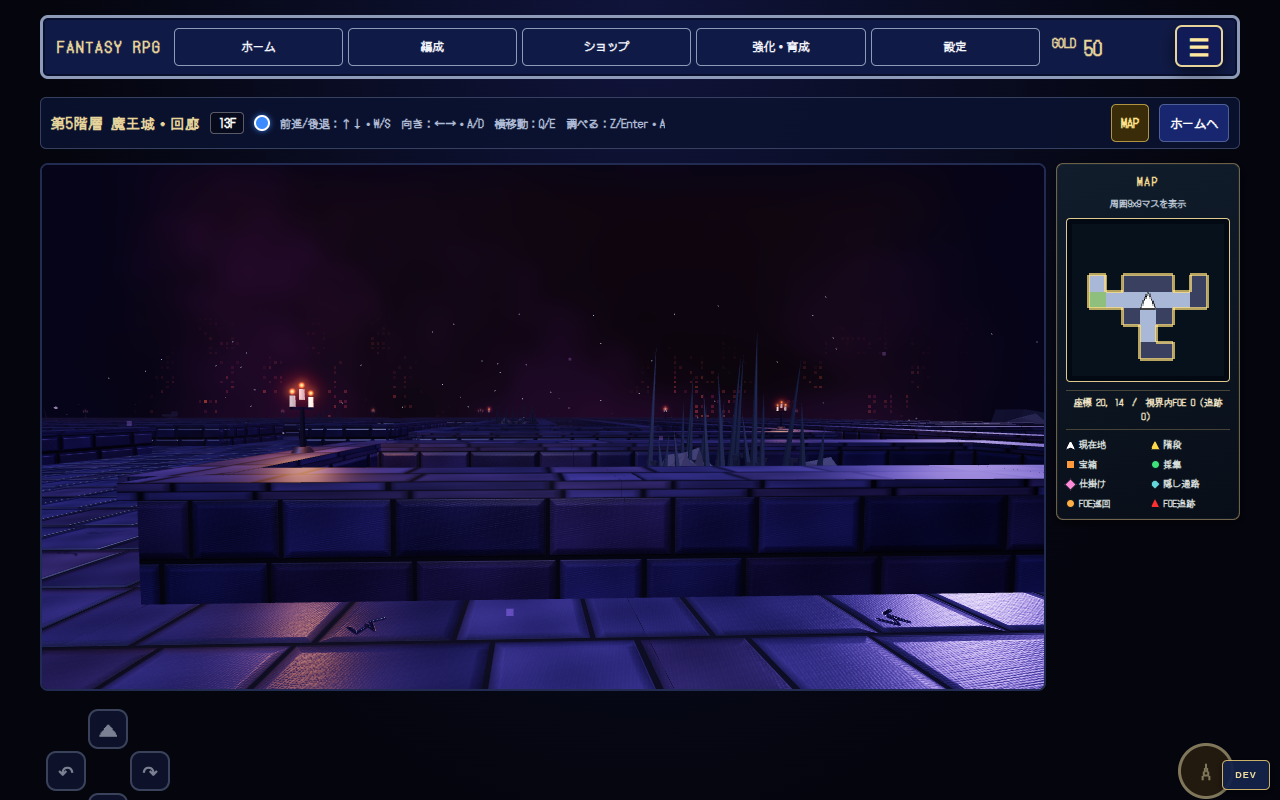 FANTASY RPG
ホーム
編成
ショップ
強化・育成
設定
GOLD 50
第5階層 魔王城・回廊
13F
前進/後退：↑↓・W/S 向き：←→・A/D 横移動：Q/E 調べる：Z/Enter・A
MAP
ホームへ
MAP
周囲9x9マスを表示
座標 20, 14 / 視界内FOE 0（追跡
0）
現在地
階段
宝箱
採集
仕掛け
隠し通路
FOE巡回
FOE追跡
A
DEV